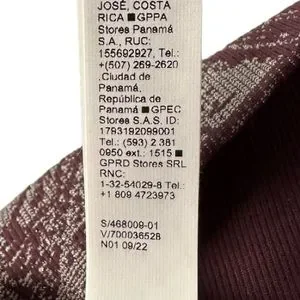 JOSÉ, COSTA
RICA ■GPPA
Stores Panamá
S.A., RUC:
155692927, Tel.:
+(507) 269-2620
,Ciudad de
Panamá,
República de
Panamá ■GPEC
Stores S.A.S. ID:
1793192099001
Tel.: (593) 2 381
0950 ext.: 1515 ■
GPRD Stores SRL
RNC:
1-32-54029-8 Tel.:
+1 809 4723973
S/468009-01
V/700036528
N01 09/22